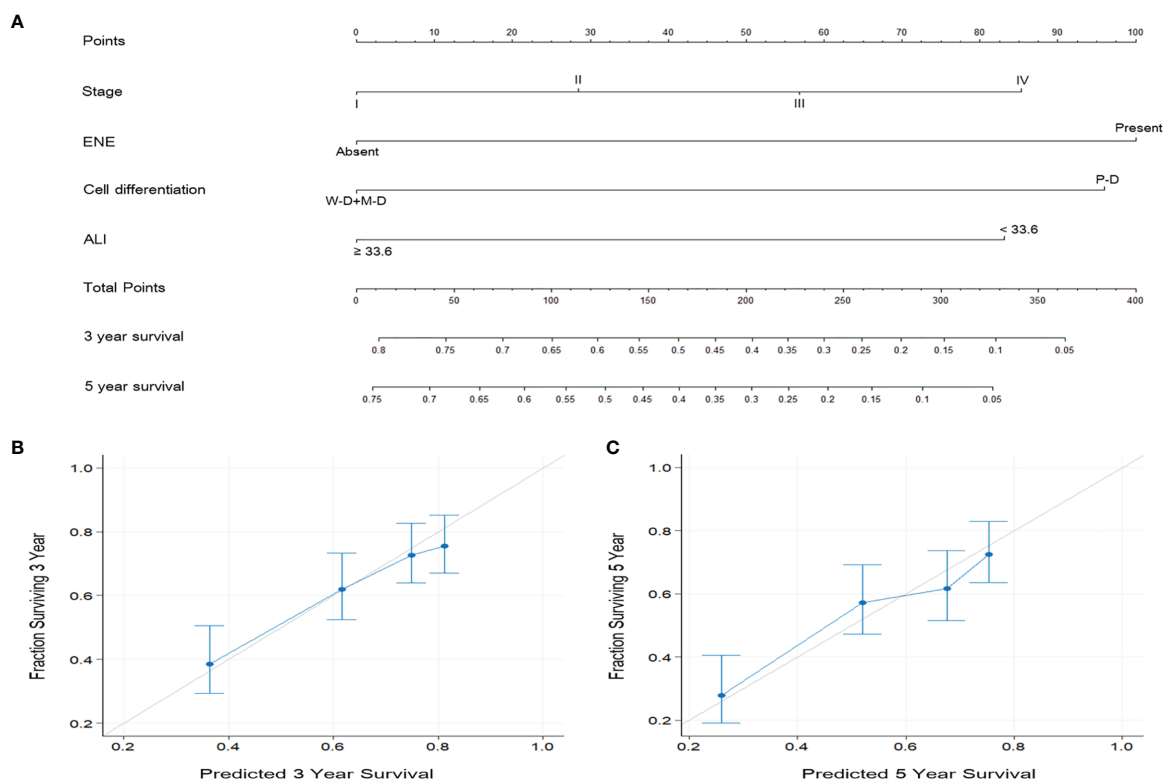 A
Points
0 10 20 30 40 50 60 70 80 90 100
Stage
I II III IV
ENE
Absent Present
Cell differentiation
W-D+M-D P-D
ALI
≥ 33.6 < 33.6
Total Points
0 50 100 150 200 250 300 350 400
3 year survival
0.8 0.75 0.7 0.65 0.6 0.55 0.5 0.45 0.4 0.35 0.3 0.25 0.2 0.15 0.1 0.05
5 year survival
0.75 0.7 0.65 0.6 0.55 0.5 0.45 0.4 0.35 0.3 0.25 0.2 0.15 0.1 0.05
B
Fraction Surviving 3 Year
1.0
0.8
0.6
0.4
0.2
0.2 0.4 0.6 0.8 1.0
Predicted 3 Year Survival
C
Fraction Surviving 5 Year
1.0
0.8
0.6
0.4
0.2
0.2 0.4 0.6 0.8 1.0
Predicted 5 Year Survival